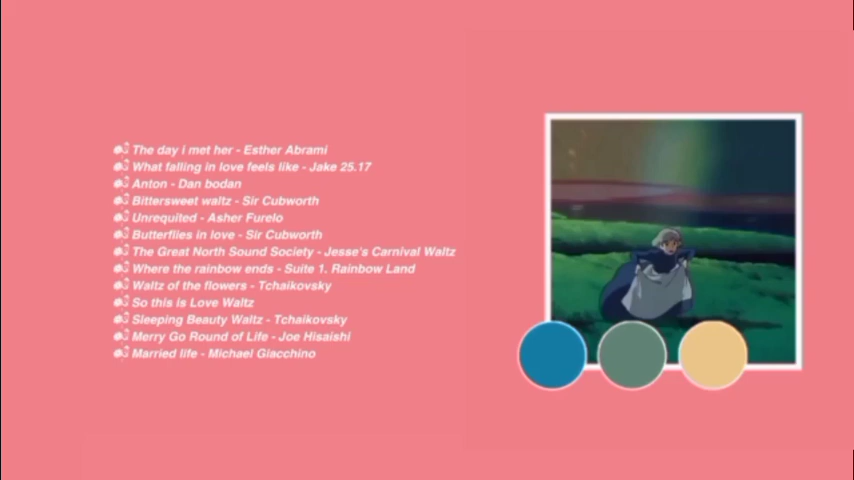 The day i met her - Esther Abrami
What falling in love feels like - Jake 25.17
Anton - Dan bodan
Bittersweet waltz - Sir Cubworth
Unrequited - Asher Furelo
Butterflies in love - Sir Cubworth
The Great North Sound Society - Jesse's Carnival Waltz
Where the rainbow ends - Suite 1. Rainbow Land
Waltz of the flowers - Tchaikovsky
So this is Love Waltz
Sleeping Beauty Waltz - Tchaikovsky
Merry Go Round of Life - Joe Hisaishi
Married life - Michael Giacchino